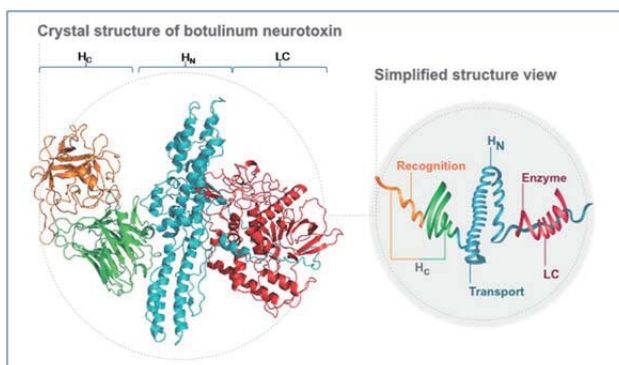 Crystal structure of botulinum neurotoxin
HC HN LC
Simplified structure view
HN
Recognition
Enzyme
HC
LC
Transport